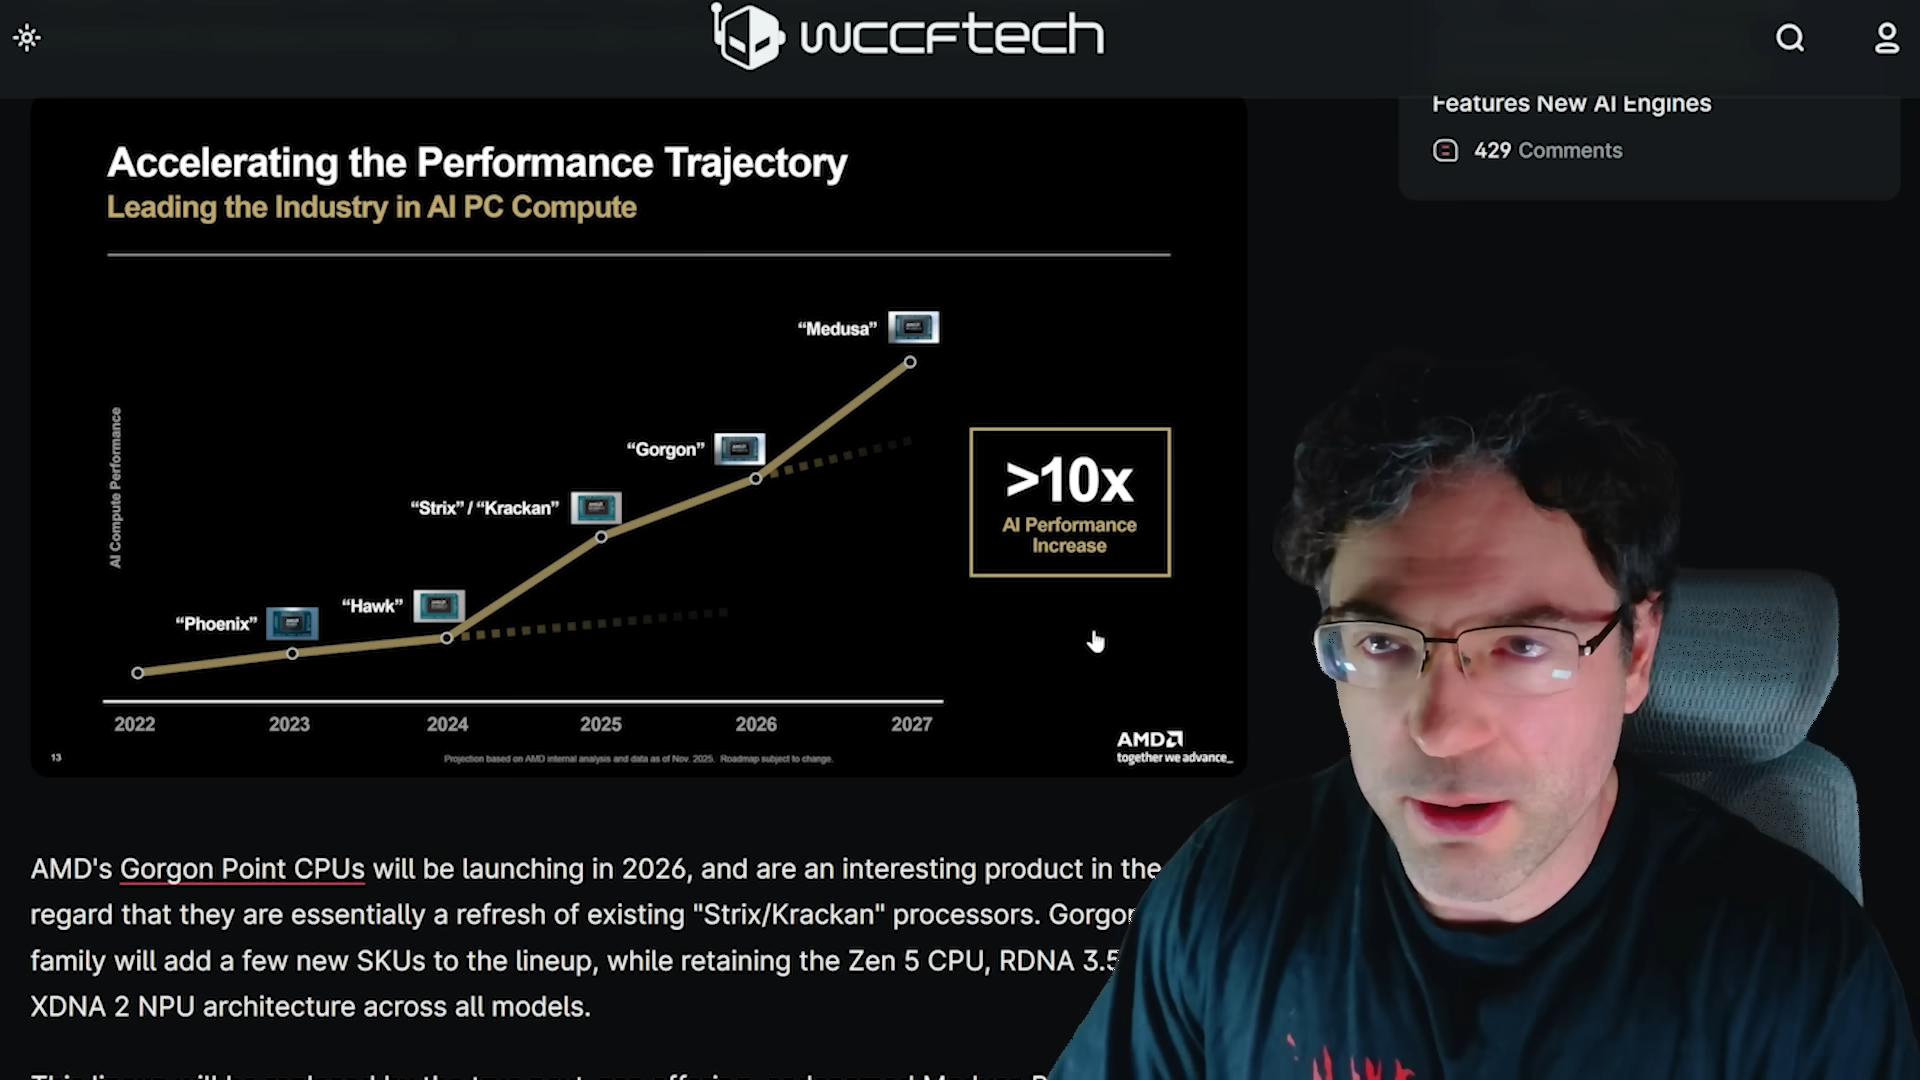 wccftech
Features New AI Engines
429 Comments
Accelerating the Performance Trajectory
Leading the Industry in AI PC Compute
"Medusa"
"Gorgon"
"Strix" / "Krackan"
"Hawk"
"Phoenix"
AI Compute Performance
>10x
AI Performance
Increase
2022 2023 2024 2025 2026 2027
AMD
together we advance_
13
Projection based on AMD internal analysis and data as of Nov. 2025. Roadmap subject to change.
AMD's Gorgon Point CPUs will be launching in 2026, and are an interesting product in the
regard that they are essentially a refresh of existing "Strix/Krackan" processors. Gorgon
family will add a few new SKUs to the lineup, while retaining the Zen 5 CPU, RDNA 3.5
XDNA 2 NPU architecture across all models.